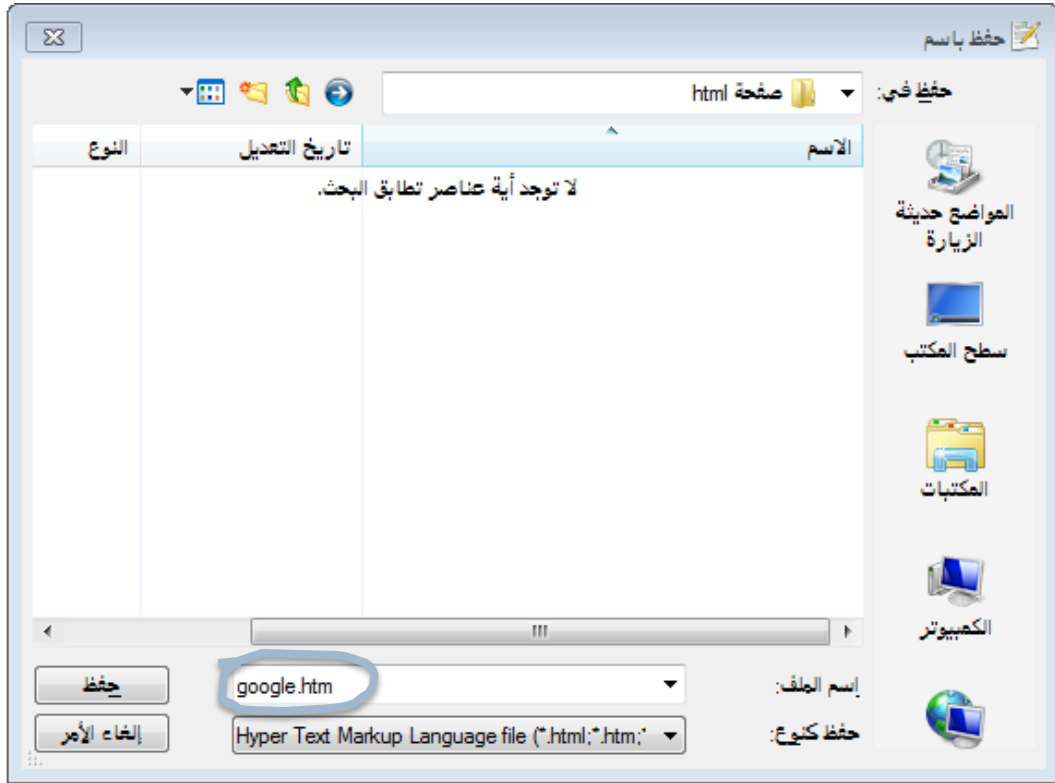 حفظ باسم
حفظ في:
صفحة html
الاسم
تاريخ التعديل
النوع
لا توجد أية عناصر تطابق البحث.
المواضع حديثة
الزيارة
سطح المكتب
المكتبات
الكمبيوتر
إسم الملف:
google.htm
حفظ
حفظ كنوع:
Hyper Text Markup Language file (*.html;*.htm;*
إلغاء الأمر